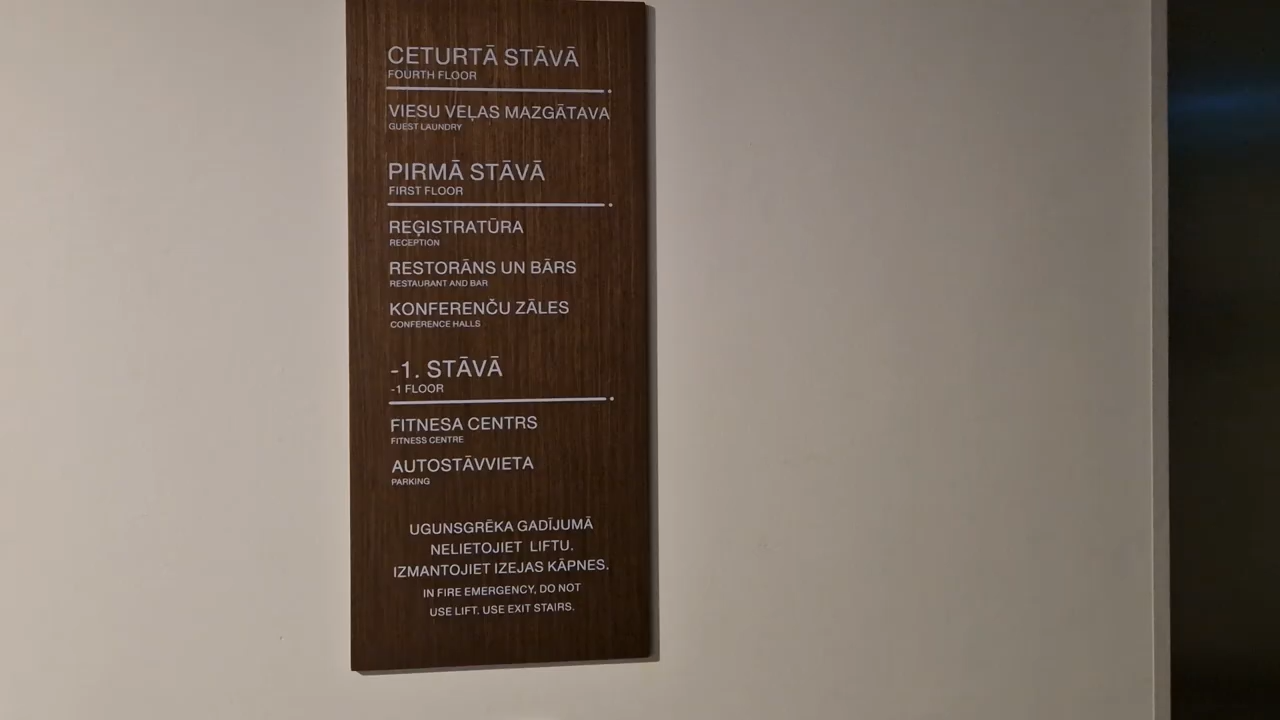 CETURTĀ STĀVĀ
FOURTH FLOOR
VIESU VEĻAS MAZGĀTAVA
GUEST LAUNDRY
PIRMĀ STĀVĀ
FIRST FLOOR
REĢISTRATŪRA
RECEPTION
RESTORĀNS UN BĀRS
RESTAURANT AND BAR
KONFERENČU ZĀLES
CONFERENCE HALLS
-1. STĀVĀ
-1 FLOOR
FITNESA CENTRS
FITNESS CENTRE
AUTOSTĀVVIETA
PARKING
UGUNSGRĒKA GADĪJUMĀ
NELIETOJIET LIFTU,
IZMANTOJIET IZEJAS KĀPNES.
IN FIRE EMERGENCY, DO NOT
USE LIFT. USE EXIT STAIRS.